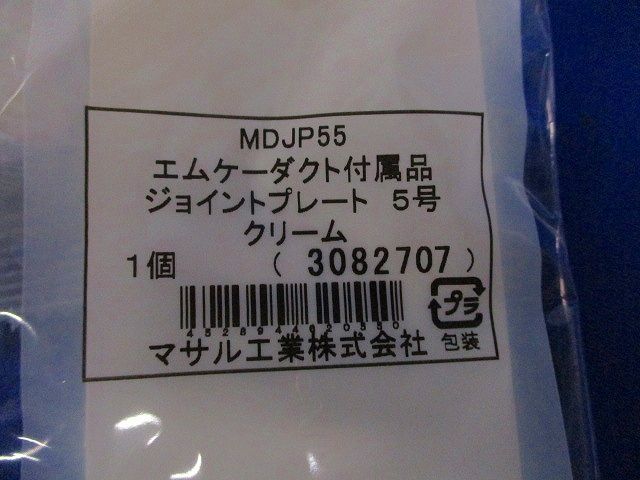 MDJP55
エムケーダクト付属品
ジョイントプレート 5号
クリーム
1個 (3082707)
プラ
マサル工業株式会社 包装